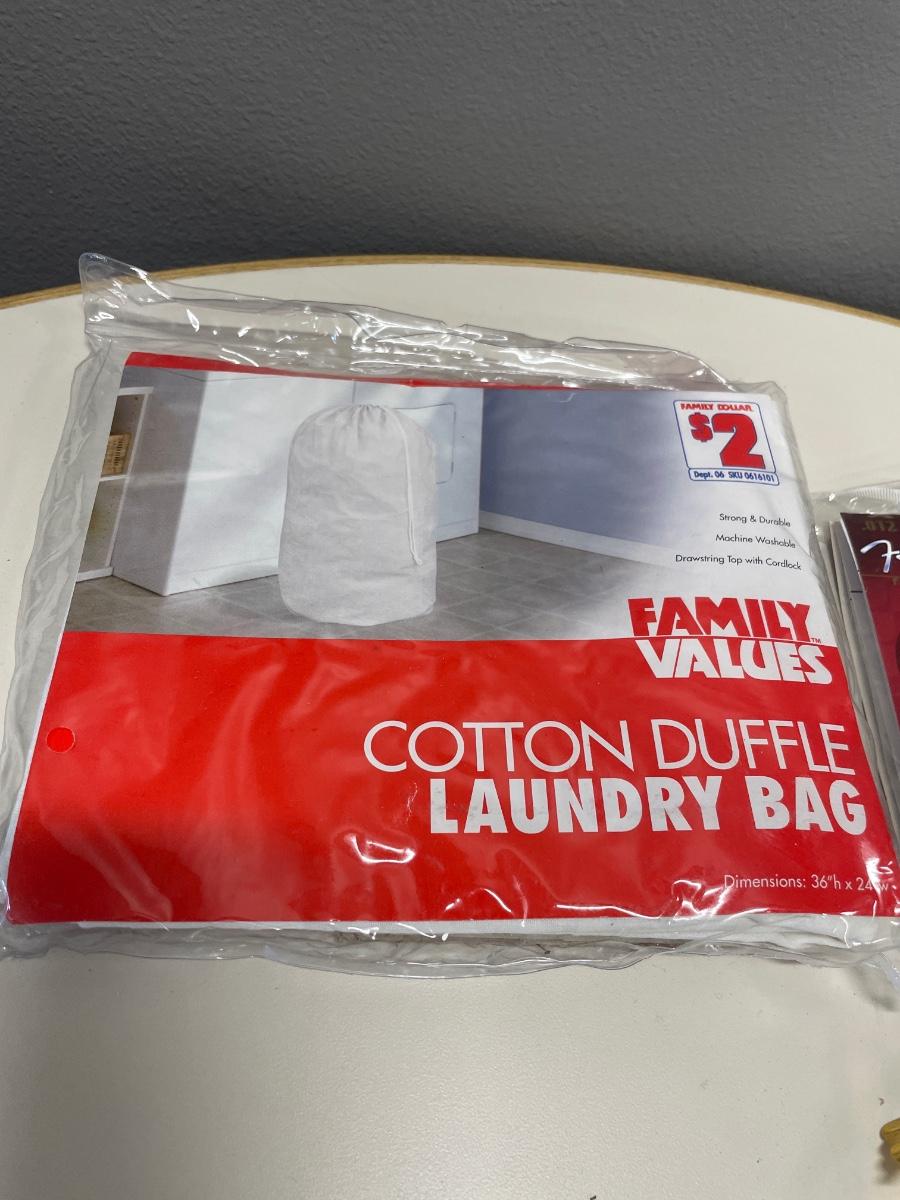 FAMILY DOLLAR
$2
Dept. 06 SKU 0616101
Strong & Durable
Machine Washable
Drawstring Top with Cordlock
FAMILY
VALUES™
COTTON DUFFLE
LAUNDRY BAG
Dimensions: 36"h x 24"w